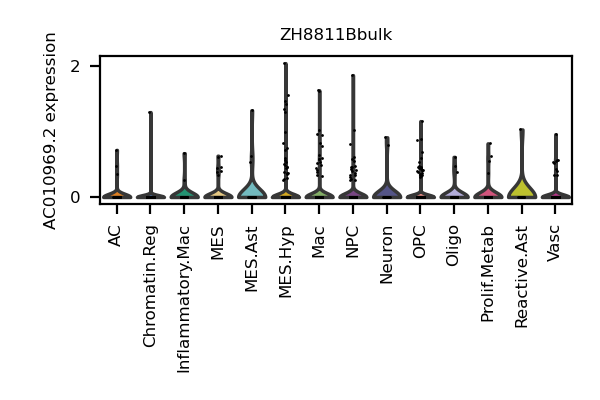 ZH8811Bbulk
AC010969.2 expression
2
0
AC
Chromatin.Reg
Inflammatory.Mac
MES
MES.Ast
MES.Hyp
Mac
NPC
Neuron
OPC
Oligo
Prolif.Metab
Reactive.Ast
Vasc